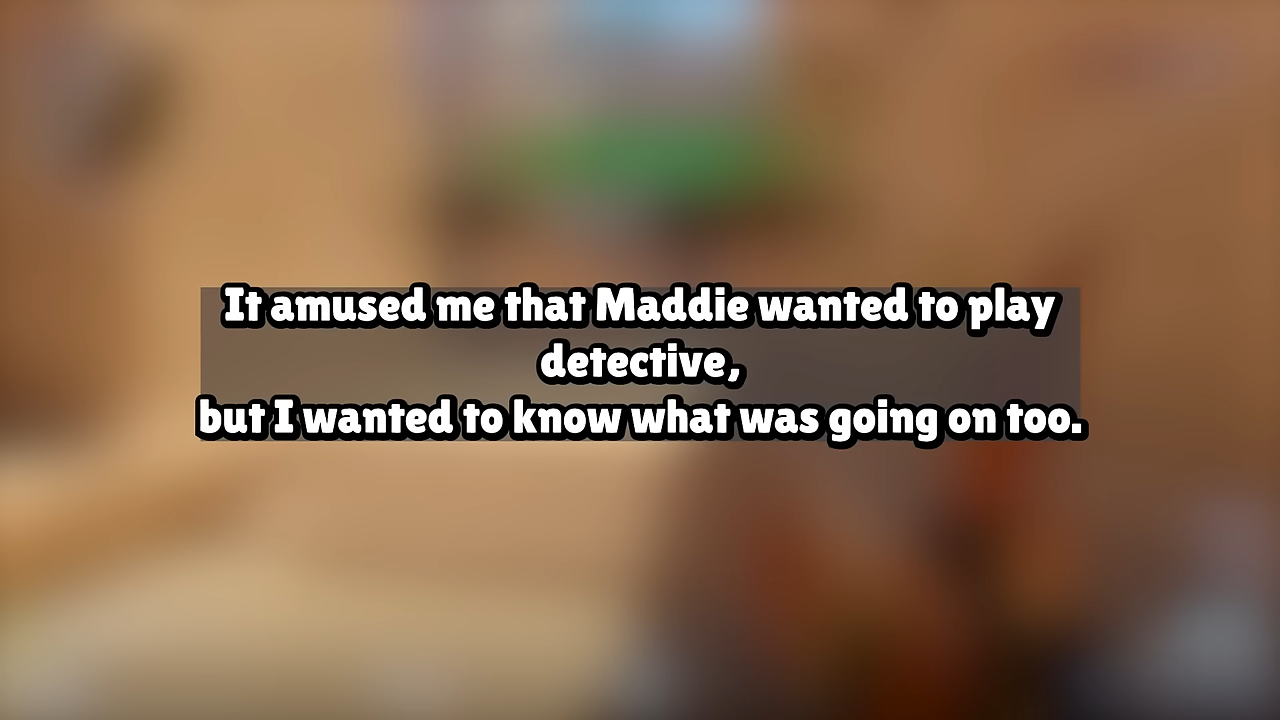 It amused me that Maddie wanted to play
detective,
but I wanted to know what was going on too.